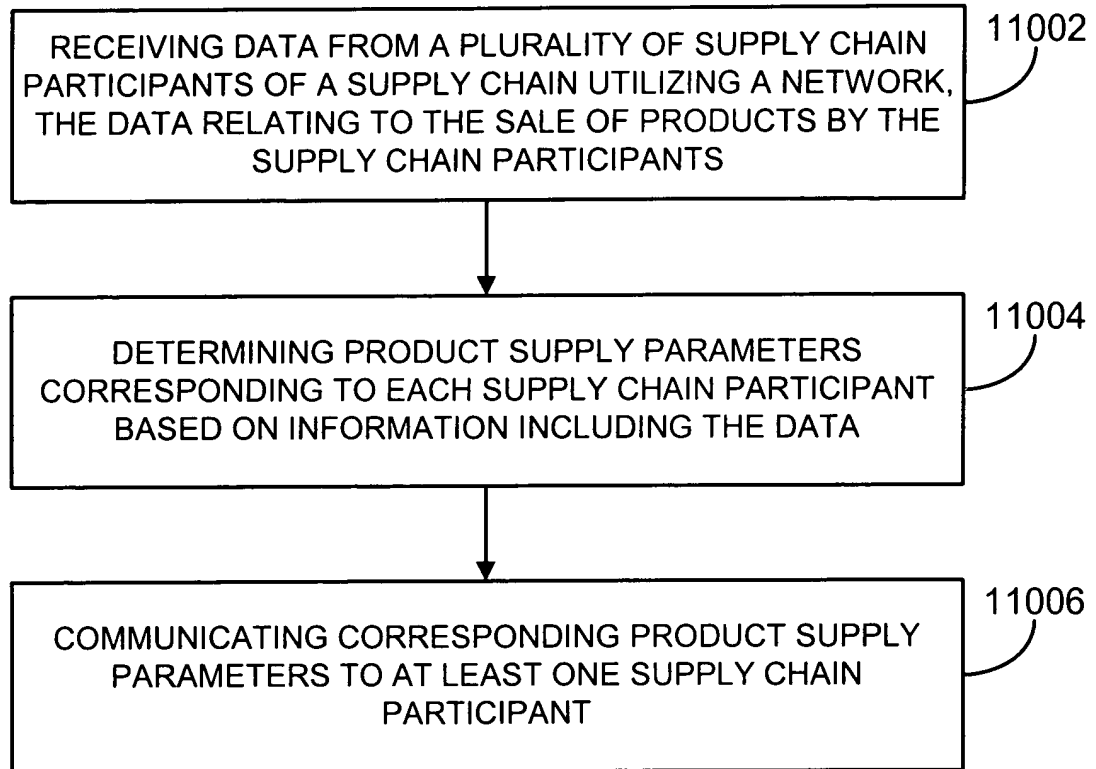 RECEIVING DATA FROM A PLURALITY OF SUPPLY CHAIN
PARTICIPANTS OF A SUPPLY CHAIN UTILIZING A NETWORK,
THE DATA RELATING TO THE SALE OF PRODUCTS BY THE
SUPPLY CHAIN PARTICIPANTS
11002
DETERMINING PRODUCT SUPPLY PARAMETERS
CORRESPONDING TO EACH SUPPLY CHAIN PARTICIPANT
BASED ON INFORMATION INCLUDING THE DATA
11004
COMMUNICATING CORRESPONDING PRODUCT SUPPLY
PARAMETERS TO AT LEAST ONE SUPPLY CHAIN
PARTICIPANT
11006